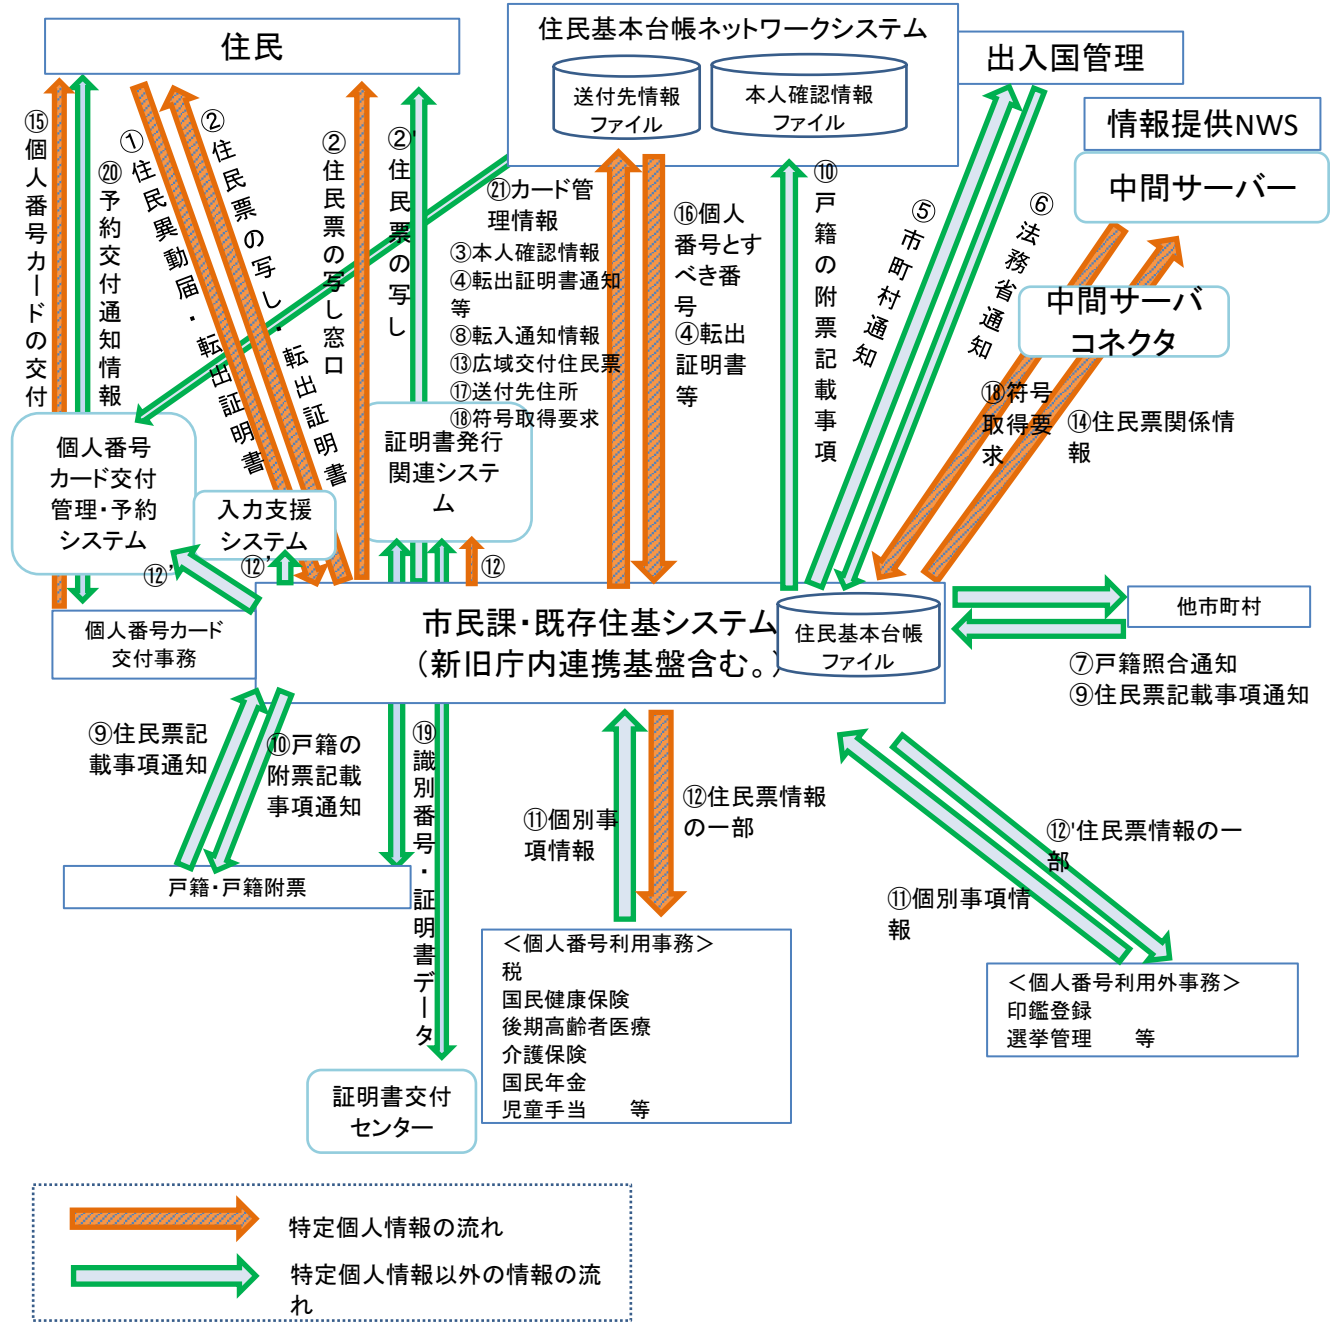 住民
住民基本台帳ネットワークシステム
送付先情報
ファイル
本人確認情報
ファイル
出入国管理
情報提供NWS
中間サーバー
中間サーバ
コネクタ
⑮個人番号カードの交付
⑳予約交付通知情報
①住民異動届・転出証明書
②住民票の写し・転出証明書
②住民票の写し窓口
②'住民票の写し
㉑カード管
理情報
③本人確認情報
④転出証明書通知
等
⑧転入通知情報
⑬広域交付住民票
⑰送付先住所
⑱符号取得要求
⑯個人
番号とす
べき番
号
④転出
証明書
等
⑩戸籍の附票記載事項
⑤市町村通知
⑥法務省通知
⑱符号
取得要
求
⑭住民票関係情
報
個人番号
カード交付
管理・予約
システム
入力支援
システム
証明書発行
関連システ
ム
⑫'
⑫'
⑫
個人番号カード
交付事務
市民課・既存住基システム
（新旧庁内連携基盤含む。）
住民基本台帳
ファイル
他市町村
⑦戸籍照合通知
⑨住民票記載事項通知
⑨住民票記
載事項通知
⑩戸籍の
附票記載
事項通知
⑲識別番号・証明書データ
⑪個別事
項情報
⑫住民票情報
の一部
⑫'住民票情報の一
部
⑪個別事項情
報
戸籍・戸籍附票
＜個人番号利用事務＞
税
国民健康保険
後期高齢者医療
介護保険
国民年金
児童手当　　等
＜個人番号利用外事務＞
印鑑登録
選挙管理　　等
証明書交付
センター
特定個人情報の流れ
特定個人情報以外の情報の流
れ